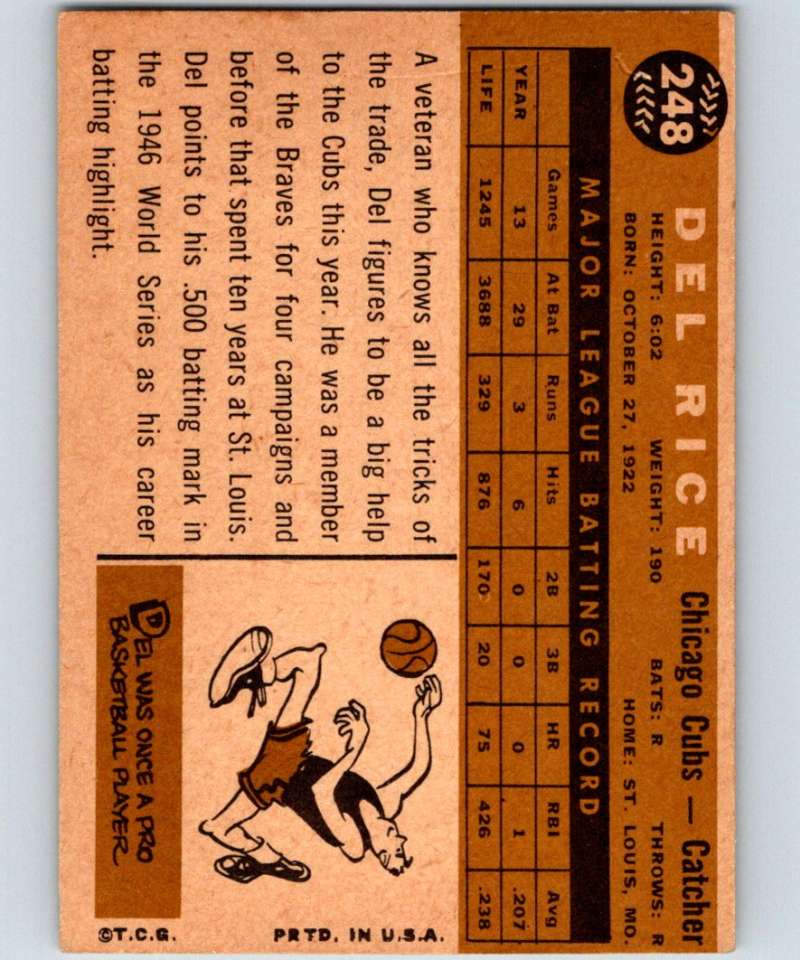 248
DEL RICE Chicago Cubs — Catcher
HEIGHT: 6:02 WEIGHT: 190 BATS: R THROWS: R
BORN: OCTOBER 27, 1922 HOME: ST. LOUIS, MO.
MAJOR LEAGUE BATTING RECORD
Games At Bat Runs Hits 2B 3B HR RBI Avg
YEAR 13 29 3 6 0 0 0 1 .207
LIFE 1245 3688 329 876 170 20 75 426 .238
A veteran who knows all the tricks of
the trade, Del figures to be a big help
to the Cubs this year. He was a member
of the Braves for four campaigns and
before that spent ten years at St. Louis.
Del points to his .500 batting mark in
the 1946 World Series as his career
batting highlight.
DEL WAS ONCE A PRO
BASKETBALL PLAYER
©T.C.G. PRTD. IN U.S.A.